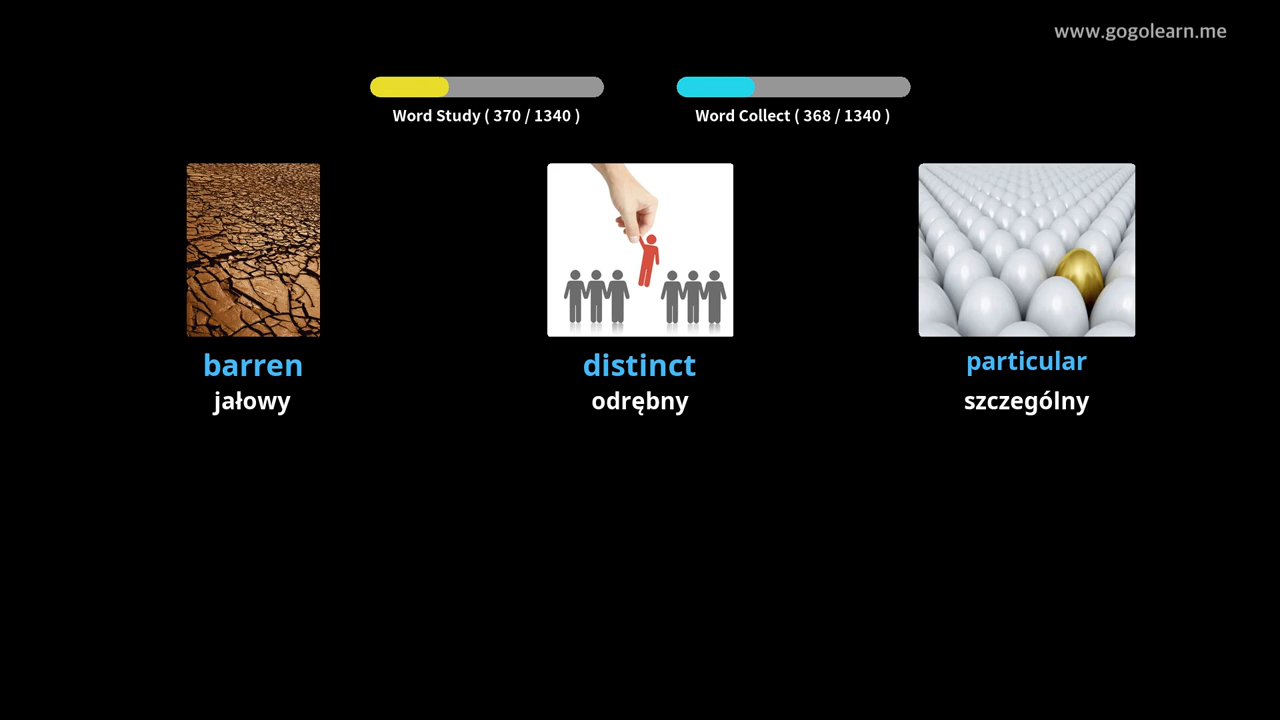 www.gogolearn.me
Word Study ( 370 / 1340 )
Word Collect ( 368 / 1340 )
barren
jałowy
distinct
odrębny
particular
szczególny